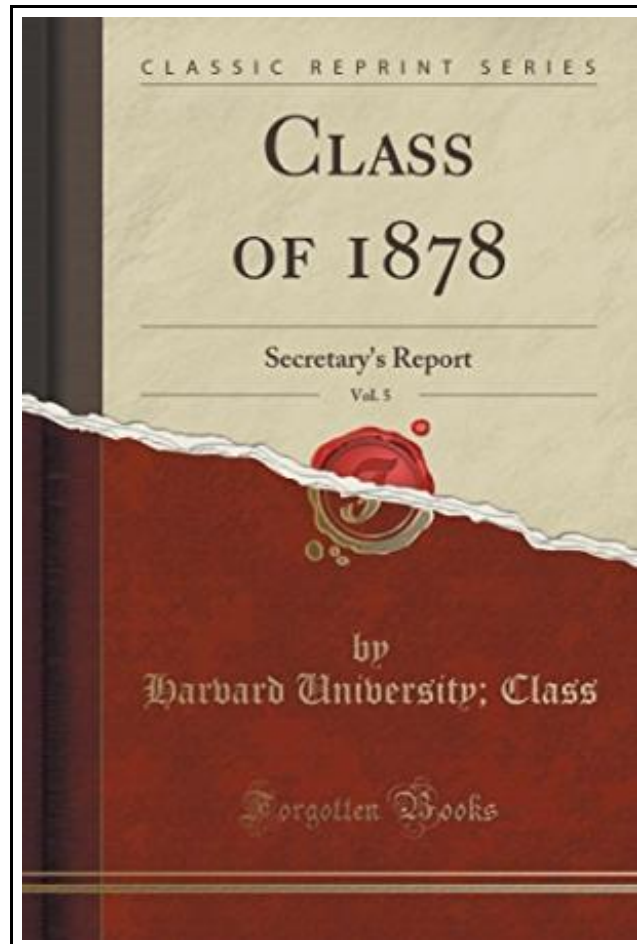 CLASSIC REPRINT SERIES
CLASS
OF 1878
Secretary's Report
Vol. 5
by
Harvard University; Class
Forgotten Books